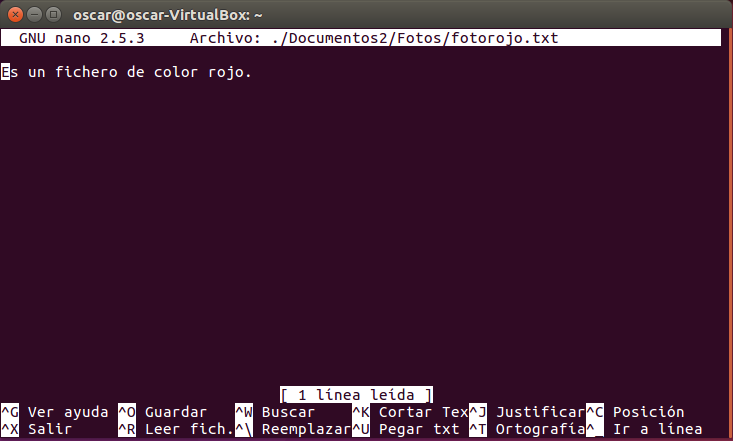 oscar@oscar-VirtualBox: ~
GNU nano 2.5.3 Archivo: ./Documentos2/Fotos/fotorojo.txt
Es un fichero de color rojo.
[ 1 línea leída ]
^G Ver ayuda ^O Guardar ^W Buscar ^K Cortar Tex^J Justificar^C Posición
^X Salir ^R Leer fich.^\ Reemplazar^U Pegar txt ^T Ortografía^_ Ir a línea